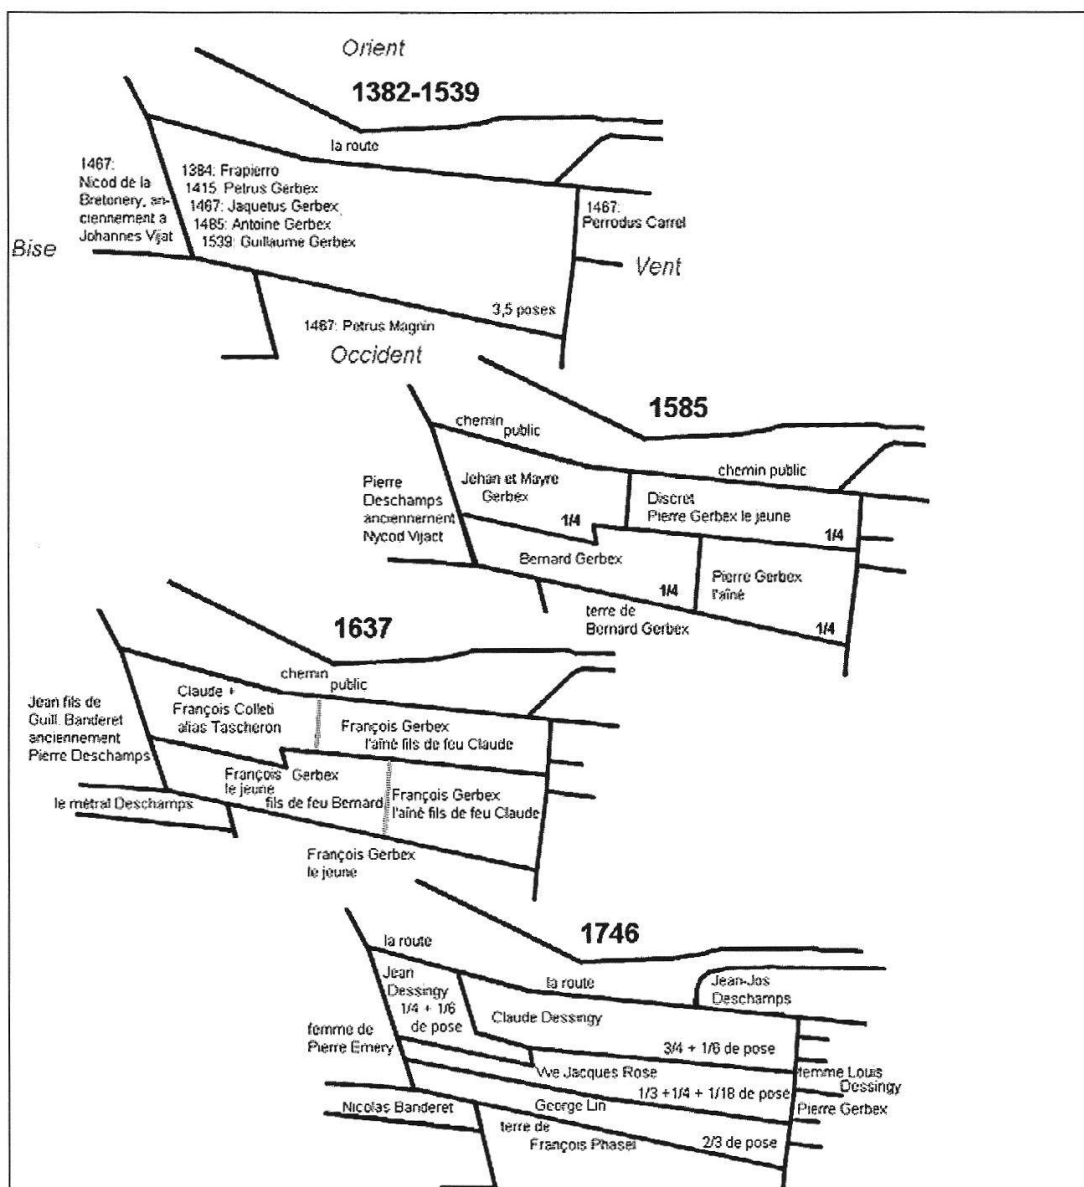 Orient
1382-1539
la route
1467:
Nicod de la
Bretonery, an-
ciennement à
Johannes Vijat
1384: Frapierro
1415: Petrus Gerbex
1467: Jaquetus Gerbex
1485: Antoine Gerbex
1539: Guillaume Gerbex
1467:
Perrodus Carrel
Bise
Vent
3,5 poses
1467: Petrus Magnin
Occident
1585
chemin
public
chemin public
Pierre
Deschamps
anciennement
Nycod Vijact
Jehan et Mayre
Gerbex
1/4
Discret
Pierre Gerbex le jeune
1/4
Bernard Gerbex
1/4
Pierre Gerbex
l'aîné
1/4
terre de
Bernard Gerbex
1637
chemin
public
Jean fils de
Guill. Banderet
anciennement
Pierre Deschamps
Claude +
François Colleti
alias Tascheron
François Gerbex
l'aîné fils de feu Claude
François Gerbex
le jeune
fils de feu Bernard
François Gerbex
l'aîné fils de feu Claude
le métral Deschamps
François Gerbex
le jeune
1746
la route
la route
Jean-Jos
Deschamps
Jean
Dessingy
1/4 + 1/6
de pose
Claude Dessingy
3/4 + 1/6 de pose
femme de
Pierre Emery
Vve Jacques Rose
1/3 +1/4 + 1/18 de pose
femme Louis
Dessingy
Pierre Gerbex
Nicolas Banderet
George Lin
2/3 de pose
terre de
François Phasel